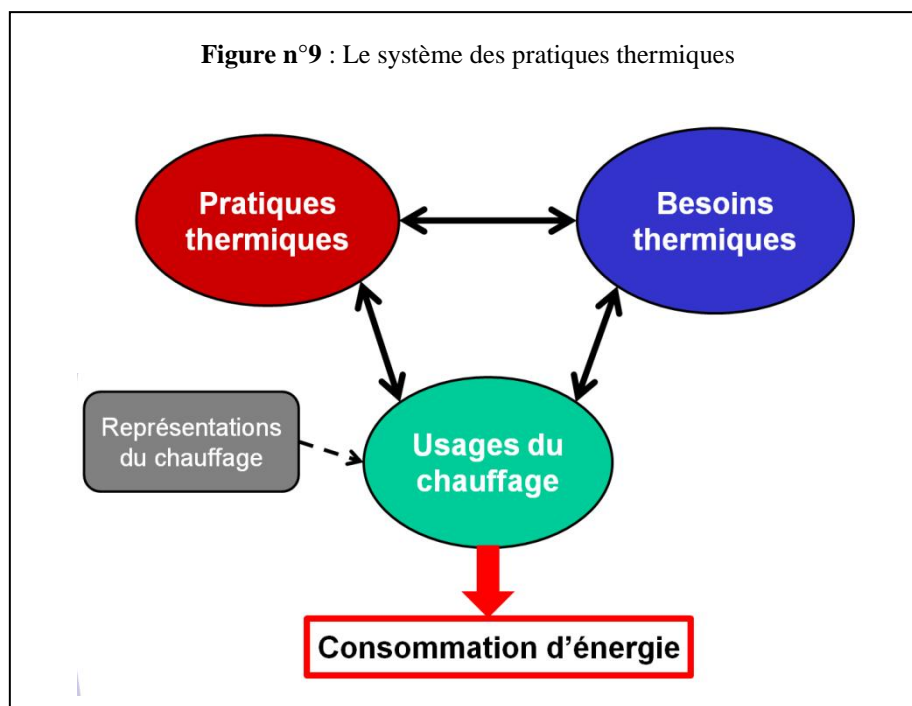 Figure n°9 : Le système des pratiques thermiques
Pratiques
thermiques
Besoins
thermiques
Représentations
du chauffage
Usages du
chauffage
Consommation d'énergie